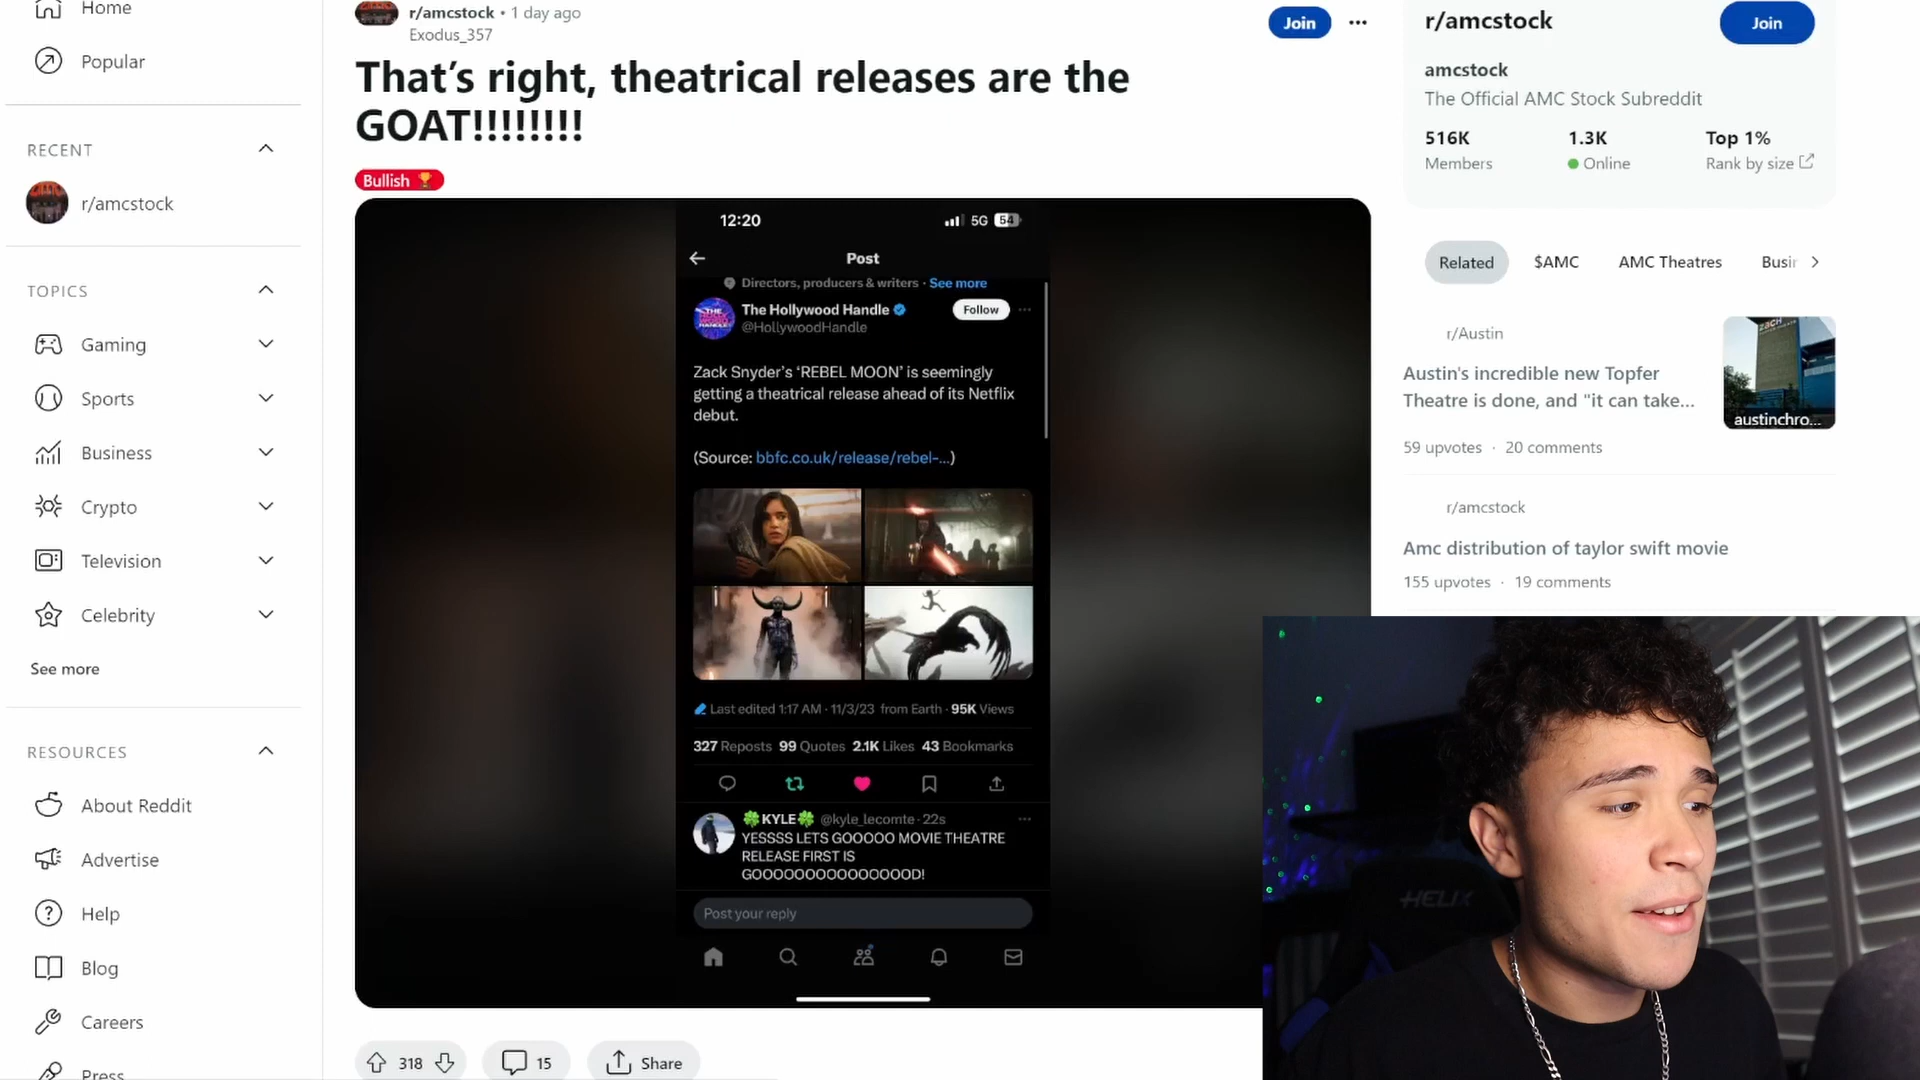 Home
Popular
RECENT
r/amcstock
TOPICS
Gaming
Sports
Business
Crypto
Television
Celebrity
See more
RESOURCES
About Reddit
Advertise
Help
Blog
Careers
Press
r/amcstock • 1 day ago
Exodus_357
Join
That’s right, theatrical releases are the
GOAT!!!!!!!!
Bullish 🏆
12:20
5G 54
Post
Directors, producers & writers · See more
The Hollywood Handle
@HollywoodHandle
Follow
Zack Snyder’s ‘REBEL MOON’ is seemingly
getting a theatrical release ahead of its Netflix
debut.
(Source: bbfc.co.uk/release/rebel-...)
Last edited 1:17 AM · 11/3/23 from Earth · 95K Views
327 Reposts 99 Quotes 2.1K Likes 43 Bookmarks
🍀KYLE🍀 @kyle_lecomte · 22s
YESSSS LETS GOOOOO MOVIE THEATRE
RELEASE FIRST IS
GOOOOOOOOOOOOOOOD!
Post your reply
318
15
Share
r/amcstock
Join
amcstock
The Official AMC Stock Subreddit
516K 1.3K Top 1%
Members Online Rank by size
Related $AMC AMC Theatres Busir
r/Austin
Austin's incredible new Topfer
Theatre is done, and "it can take...
austinchro...
59 upvotes · 20 comments
r/amcstock
Amc distribution of taylor swift movie
155 upvotes · 19 comments
HELIX